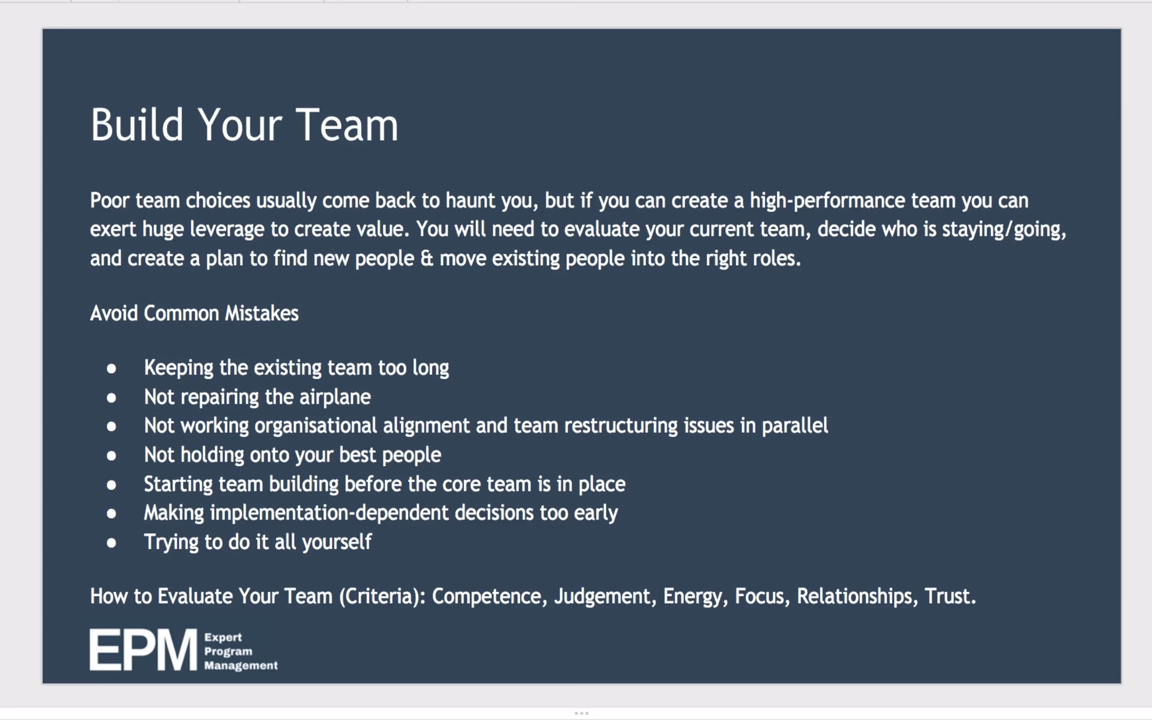 Build Your Team
Poor team choices usually come back to haunt you, but if you can create a high-performance team you can
exert huge leverage to create value. You will need to evaluate your current team, decide who is staying/going,
and create a plan to find new people & move existing people into the right roles.
Avoid Common Mistakes
● Keeping the existing team too long
● Not repairing the airplane
● Not working organisational alignment and team restructuring issues in parallel
● Not holding onto your best people
● Starting team building before the core team is in place
● Making implementation-dependent decisions too early
● Trying to do it all yourself
How to Evaluate Your Team (Criteria): Competence, Judgement, Energy, Focus, Relationships, Trust.
EPM
Expert
Program
Management